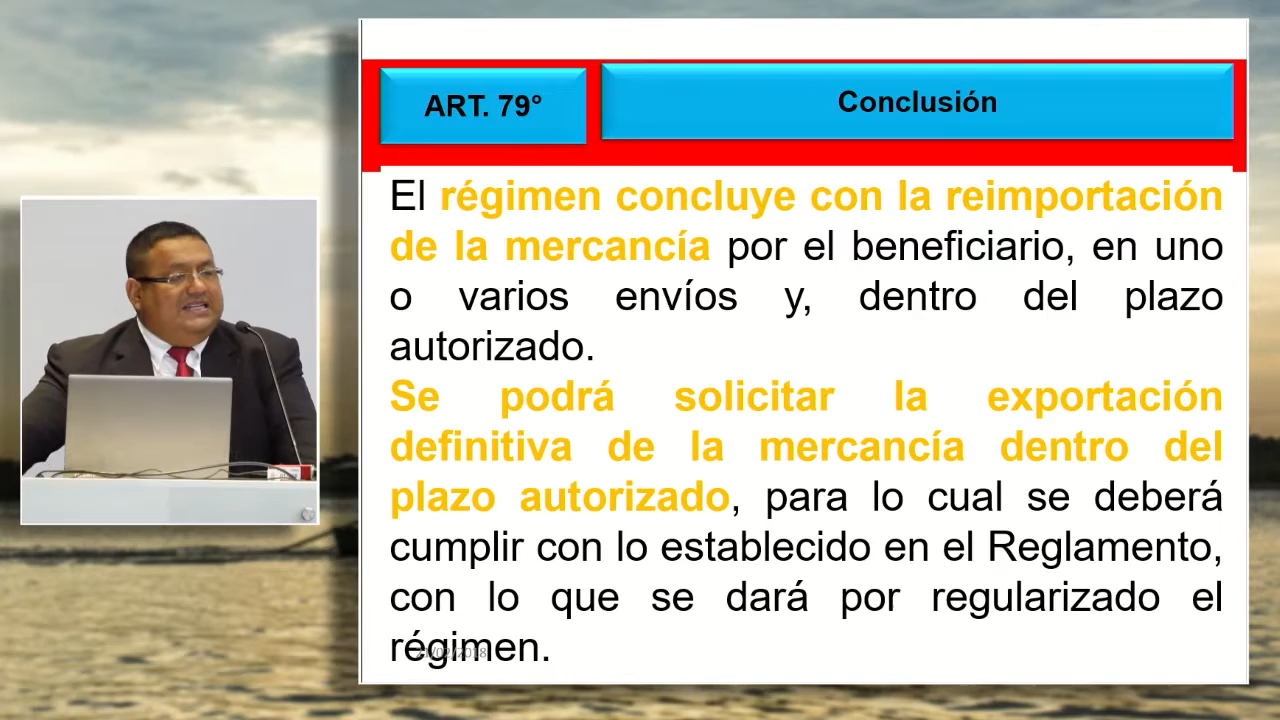 ART. 79°
Conclusión
El régimen concluye con la reimportación
de la mercancía por el beneficiario, en uno
o varios envíos y, dentro del plazo
autorizado.
Se podrá solicitar la exportación
definitiva de la mercancía dentro del
plazo autorizado, para lo cual se deberá
cumplir con lo establecido en el Reglamento,
con lo que se dará por regularizado el
régimen.
21/02/2018